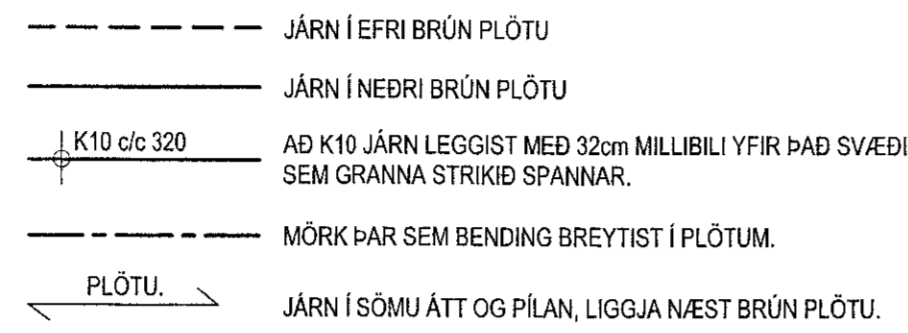 JÁRN Í EFRI BRÚN PLÖTU
JÁRN Í NEÐRI BRÚN PLÖTU
K10 c/c 320
AÐ K10 JÁRN LEGGIST MEÐ 32cm MILLIBILI YFIR ÞAÐ SVÆÐI
SEM GRANNA STRIKIÐ SPANNAR.
MÖRK ÞAR SEM BENDING BREYTIST Í PLÖTUM.
PLÖTU.
JÁRN Í SÖMU ÁTT OG PÍLAN, LIGGJA NÆST BRÚN PLÖTU.